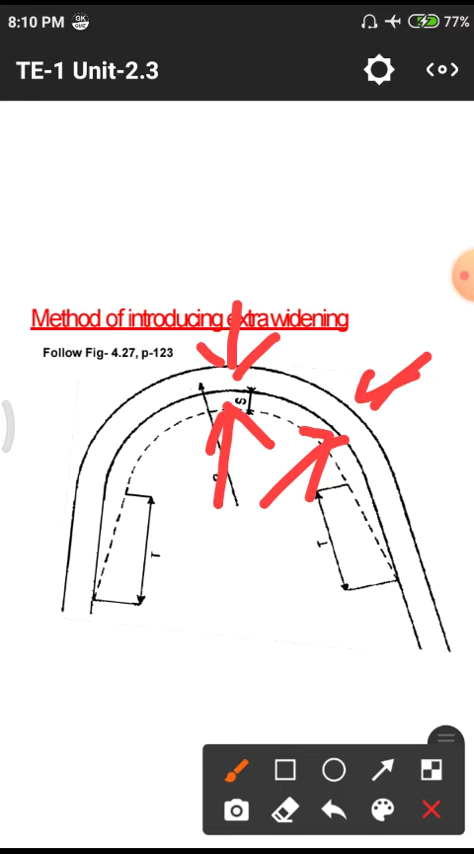 8:10 PM GK 77%
TE-1 Unit-2.3
Method of introducing extra widening
Follow Fig- 4.27, p-123
S
T
T